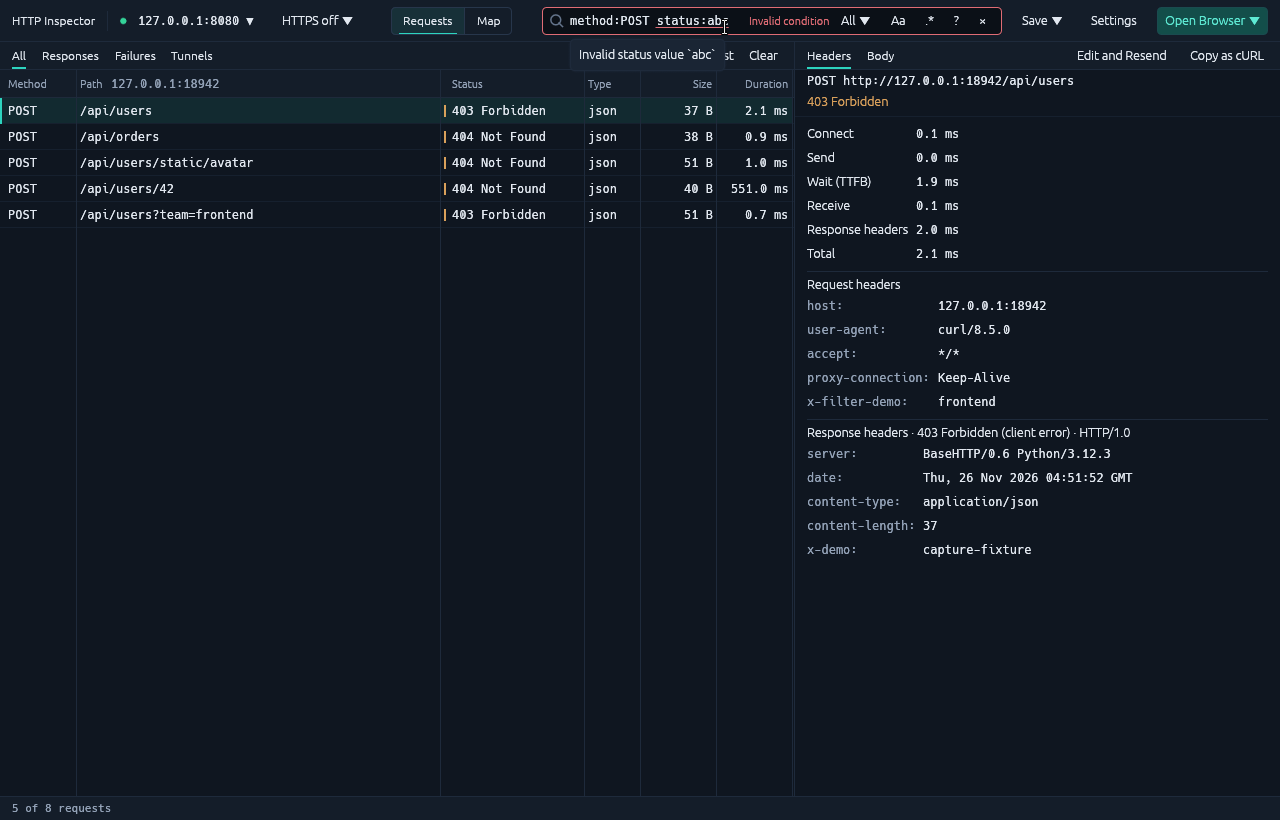 HTTP Inspector 127.0.0.1:8080 ▼ HTTPS off ▼ Requests Map method:POST status:abc Invalid condition All ▼ Aa .* ? × Save ▼ Settings Open Browser ▼
All Responses Failures Tunnels Invalid status value `abc` st Clear Headers Body Edit and Resend Copy as cURL
Method Path 127.0.0.1:18942 Status Type Size Duration
POST /api/users 403 Forbidden json 37 B 2.1 ms
POST /api/orders 404 Not Found json 38 B 0.9 ms
POST /api/users/static/avatar 404 Not Found json 51 B 1.0 ms
POST /api/users/42 404 Not Found json 40 B 551.0 ms
POST /api/users?team=frontend 403 Forbidden json 51 B 0.7 ms
POST http://127.0.0.1:18942/api/users
403 Forbidden
Connect 0.1 ms
Send 0.0 ms
Wait (TTFB) 1.9 ms
Receive 0.1 ms
Response headers 2.0 ms
Total 2.1 ms
Request headers
host: 127.0.0.1:18942
user-agent: curl/8.5.0
accept: */*
proxy-connection: Keep-Alive
x-filter-demo: frontend
Response headers · 403 Forbidden (client error) · HTTP/1.0
server: BaseHTTP/0.6 Python/3.12.3
date: Thu, 26 Nov 2026 04:51:52 GMT
content-type: application/json
content-length: 37
x-demo: capture-fixture
5 of 8 requests